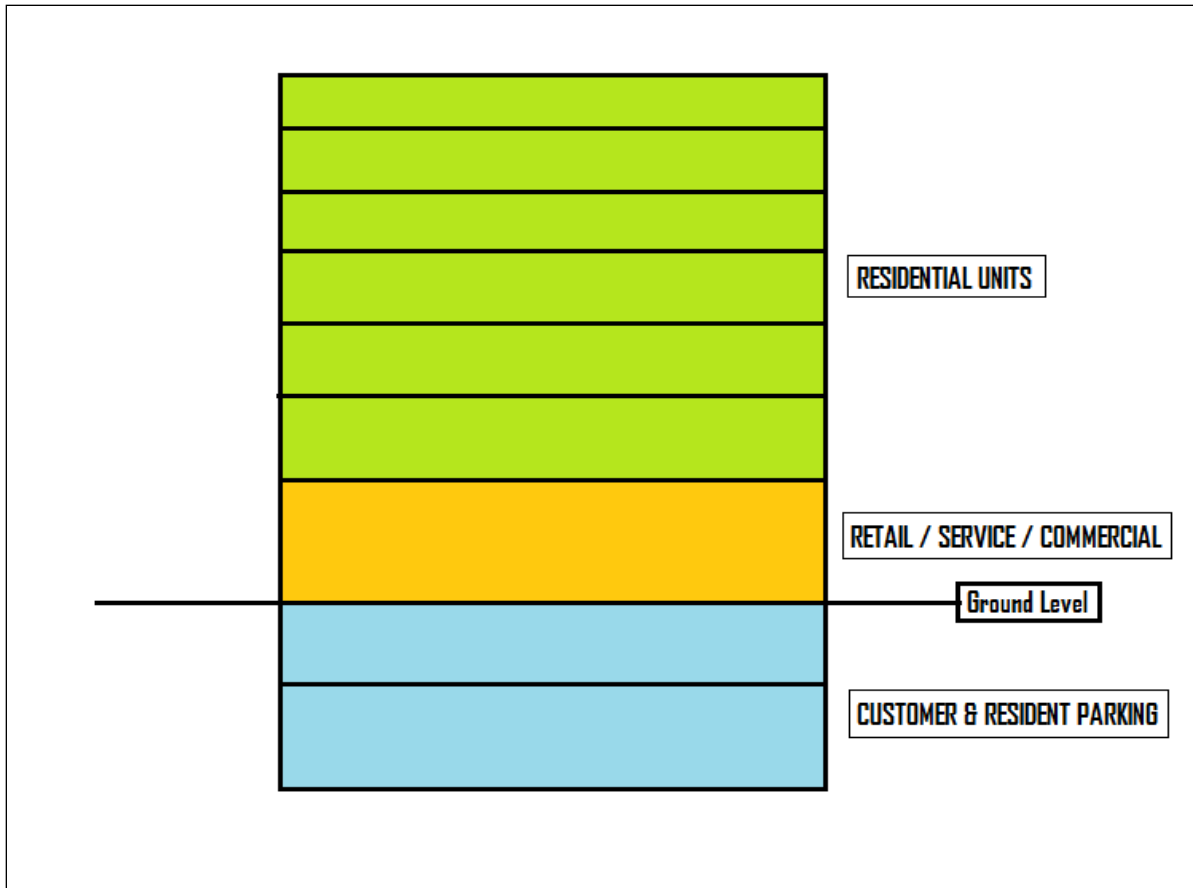 RESIDENTIAL UNITS
RETAIL / SERVICE / COMMERCIAL
Ground Level
CUSTOMER & RESIDENT PARKING